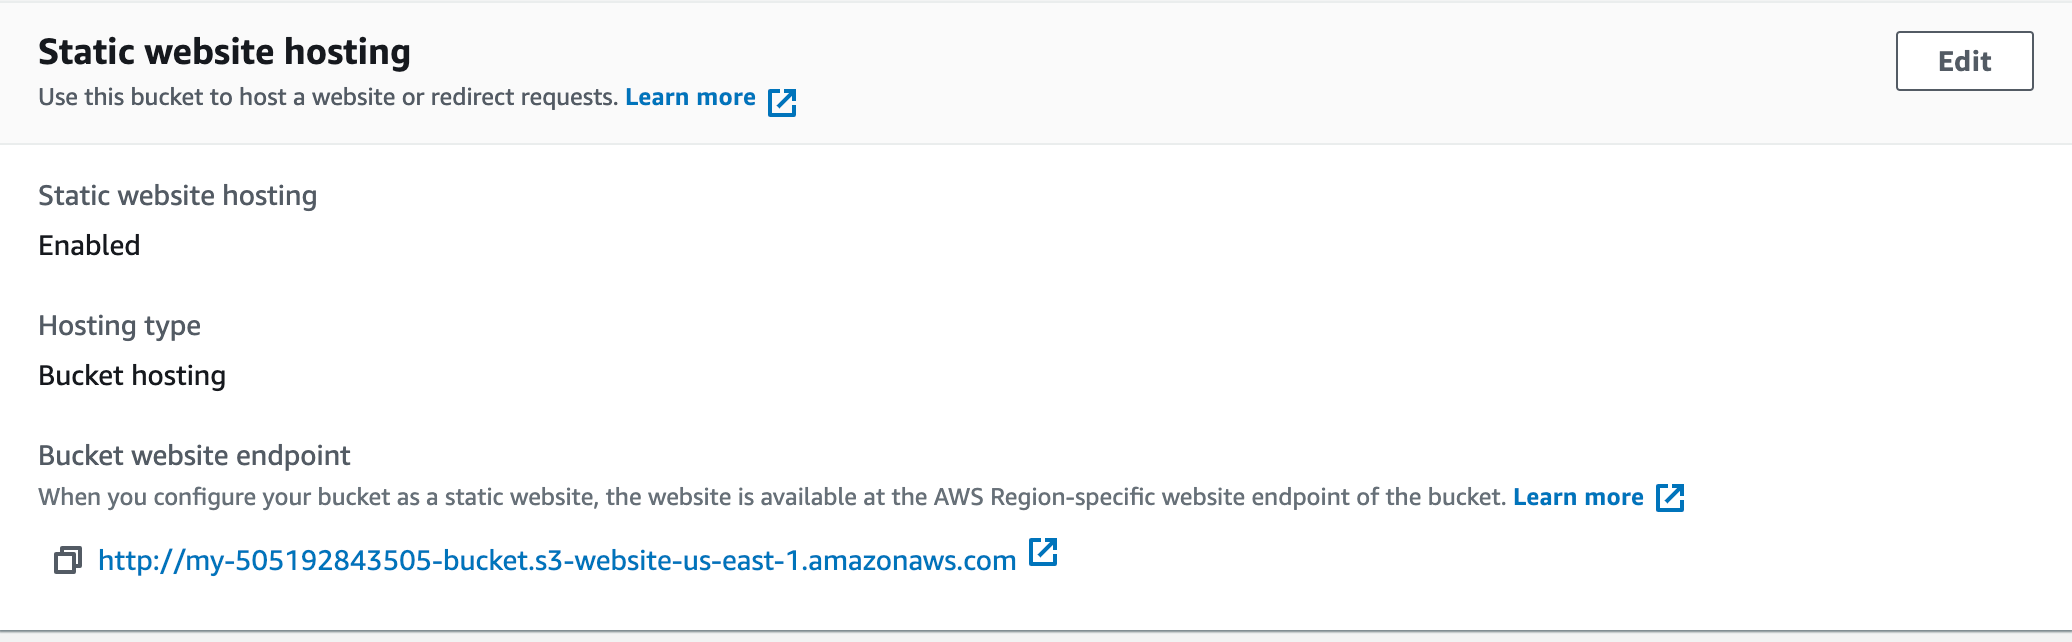 Static website hosting
Edit
Use this bucket to host a website or redirect requests. Learn more
Static website hosting
Enabled
Hosting type
Bucket hosting
Bucket website endpoint
When you configure your bucket as a static website, the website is available at the AWS Region-specific website endpoint of the bucket. Learn more
http://my-505192843505-bucket.s3-website-us-east-1.amazonaws.com